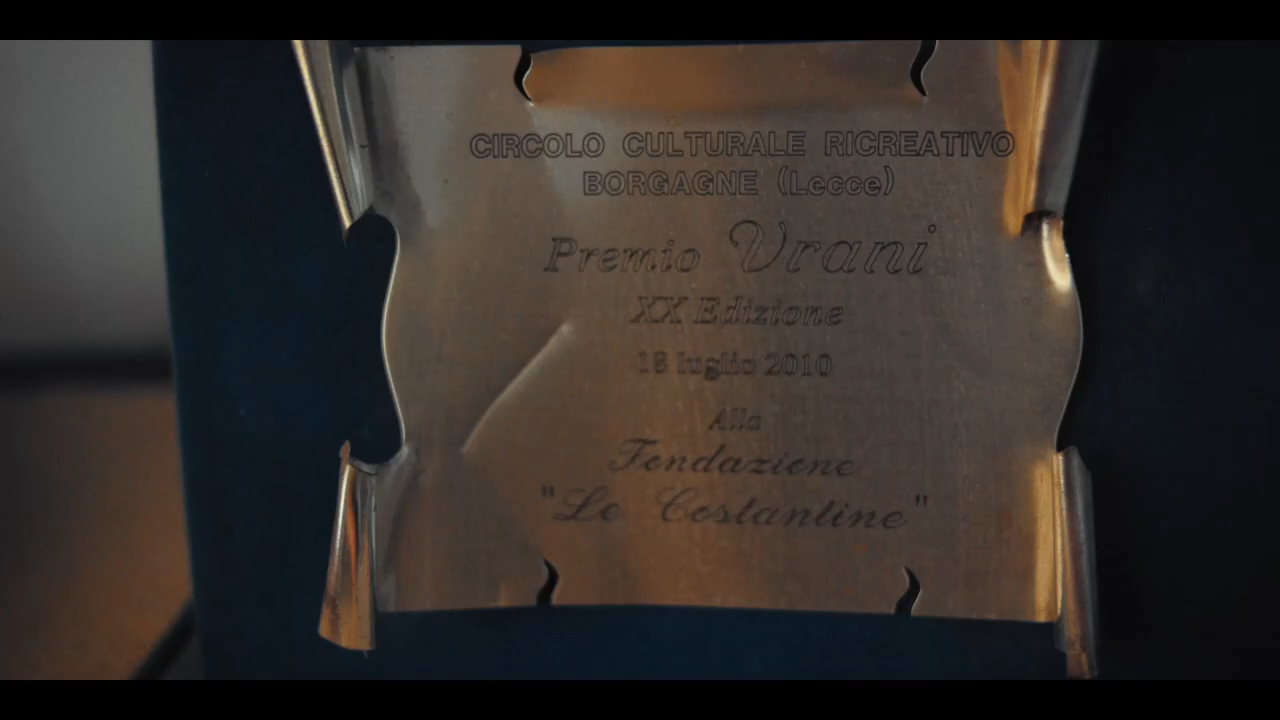 CIRCOLO CULTURALE RICREATIVO
BORGAGNE (Lecce)
Premio Vrani
XX Edizione
18 luglio 2010
Alla
Fondazione
"Le Costantine"